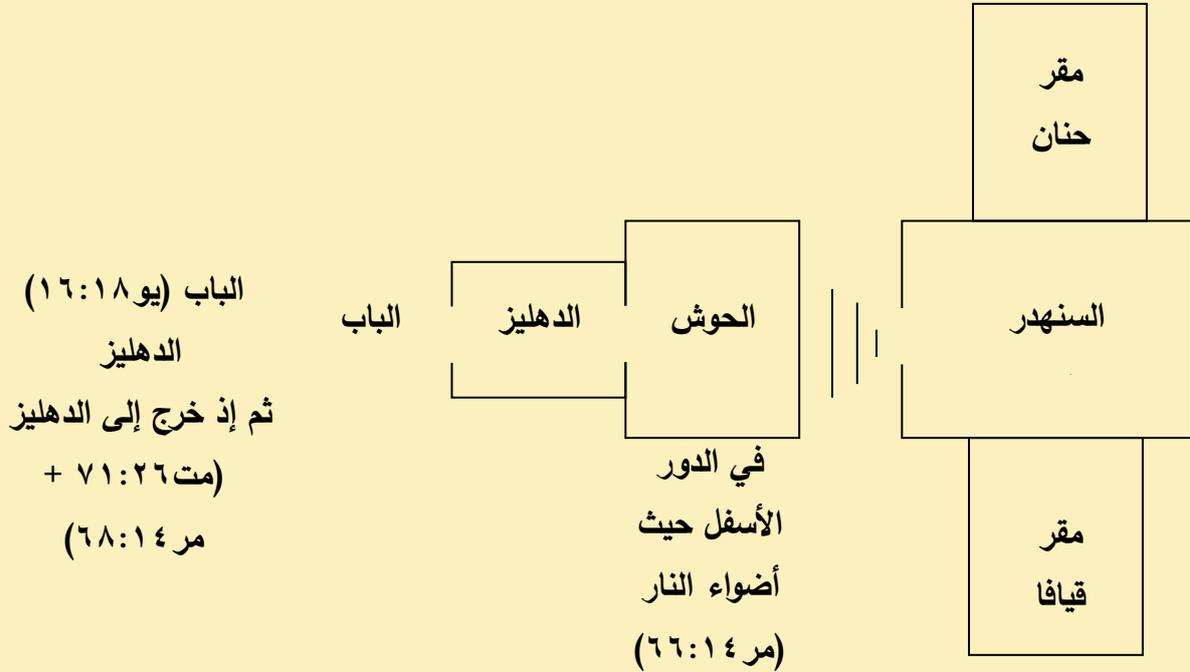 مقر
حنان
السنهدر
مقر
قيافا
الحوش
في الدور
الأسفل حيث
أضواء النار
(مر١٤:٦٦)
الدهليز
الباب
الباب (يو١٨:١٦)
الدهليز
ثم إذ خرج إلى الدهليز
(مت٢٦:٧١ +
مر١٤:٦٨)